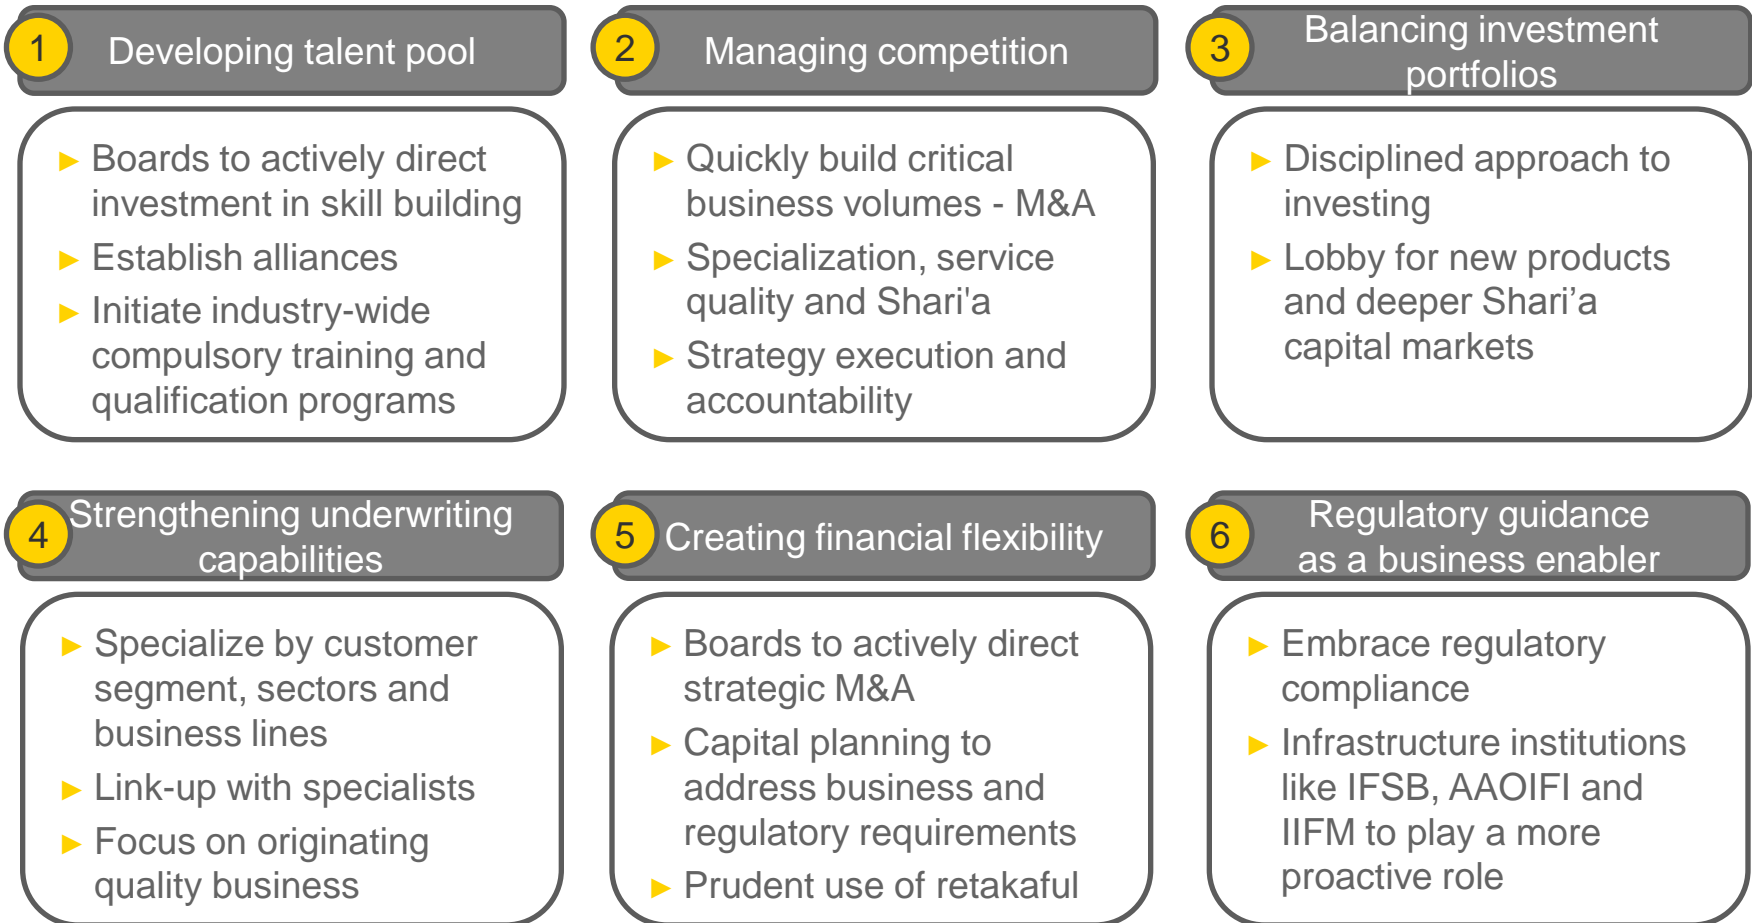 1
Developing talent pool
► Boards to actively direct
investment in skill building
► Establish alliances
► Initiate industry-wide
compulsory training and
qualification programs
2
Managing competition
► Quickly build critical
business volumes - M&A
► Specialization, service
quality and Shari'a
► Strategy execution and
accountability
3
Balancing investment
portfolios
► Disciplined approach to
investing
► Lobby for new products
and deeper Shari’a
capital markets
4
Strengthening underwriting
capabilities
► Specialize by customer
segment, sectors and
business lines
► Link-up with specialists
► Focus on originating
quality business
5
Creating financial flexibility
► Boards to actively direct
strategic M&A
► Capital planning to
address business and
regulatory requirements
► Prudent use of retakaful
6
Regulatory guidance
as a business enabler
► Embrace regulatory
compliance
► Infrastructure institutions
like IFSB, AAOIFI and
IIFM to play a more
proactive role